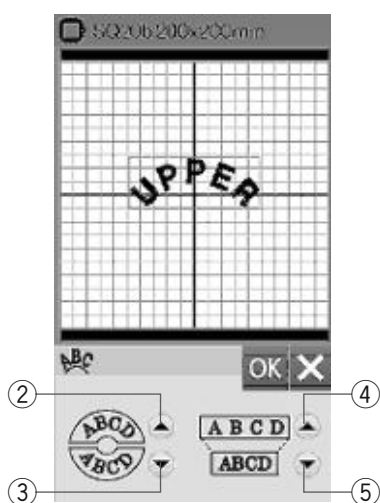 SQ20b:200x200mm
UPPER
ABC
OK
②
ABCD
A B C D
④
③
ABCD
ABCD
⑤